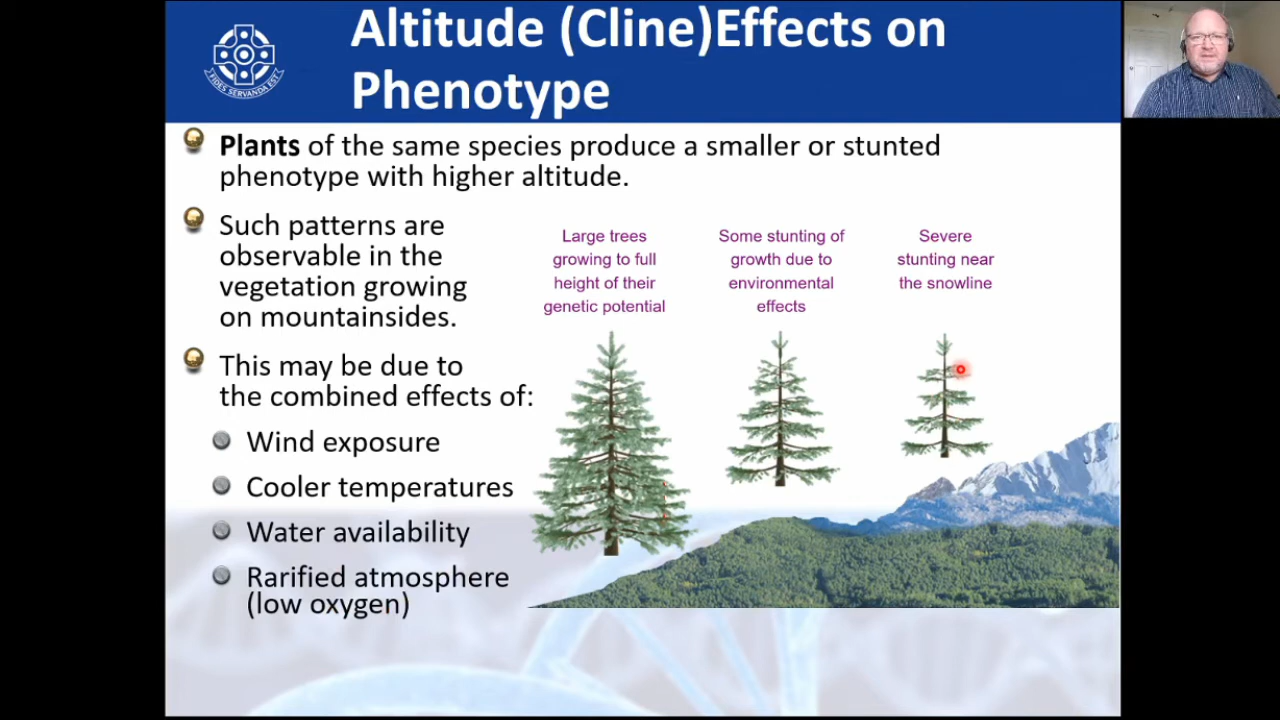 Altitude (Cline)Effects on
Phenotype
FIDES SERVANDA EST
Plants of the same species produce a smaller or stunted
phenotype with higher altitude.
Such patterns are
observable in the
vegetation growing
on mountainsides.
This may be due to
the combined effects of:
Wind exposure
Cooler temperatures
Water availability
Rarified atmosphere
(low oxygen)
Large trees
growing to full
height of their
genetic potential
Some stunting of
growth due to
environmental
effects
Severe
stunting near
the snowline